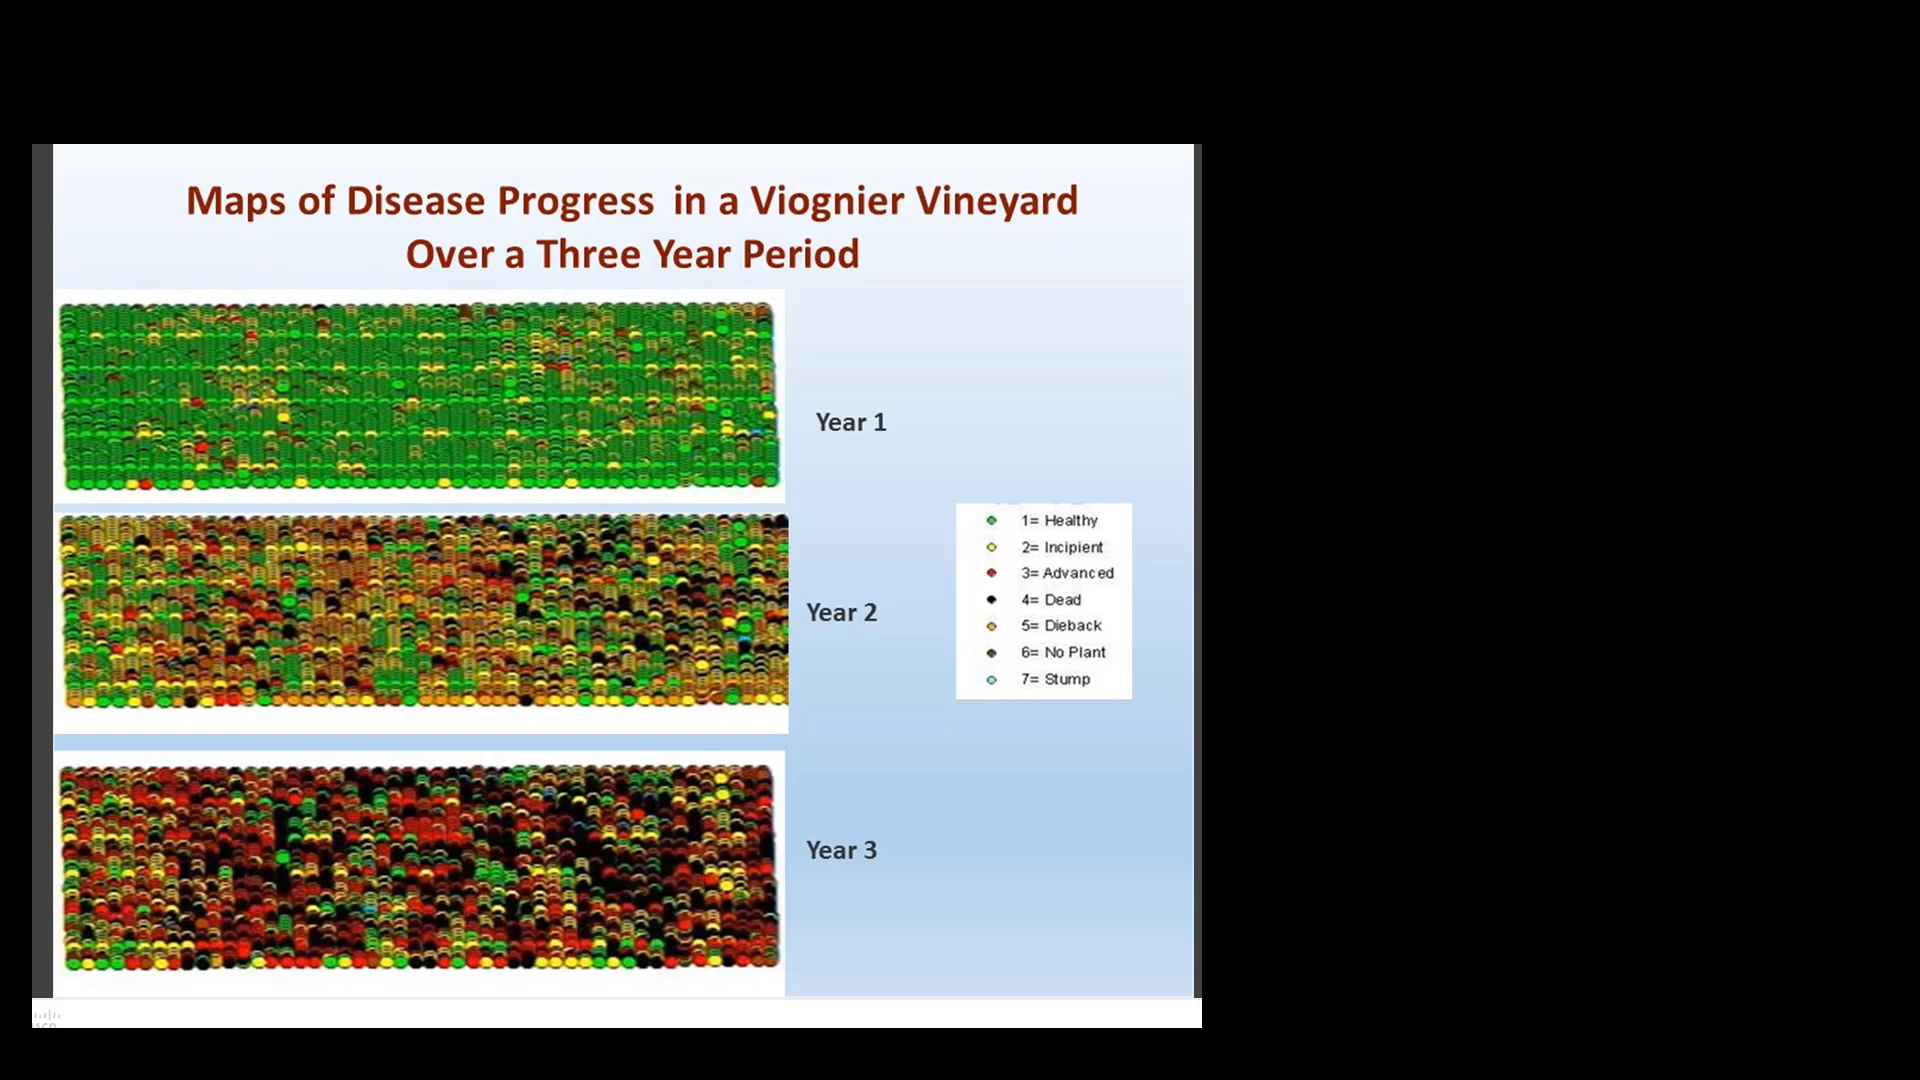 Maps of Disease Progress in a Viognier Vineyard
Over a Three Year Period
Year 1
1= Healthy
2= Incipient
3= Advanced
4= Dead
5= Dieback
6= No Plant
7= Stump
Year 2
Year 3